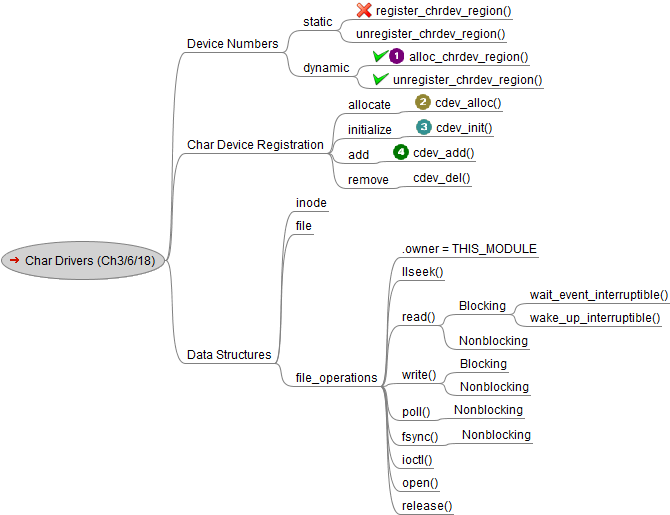 Char Drivers (Ch3/6/18)
Device Numbers
static
register_chrdev_region()
unregister_chrdev_region()
dynamic
1 alloc_chrdev_region()
unregister_chrdev_region()
Char Device Registration
allocate
2 cdev_alloc()
initialize
3 cdev_init()
add
4 cdev_add()
remove
cdev_del()
Data Structures
inode
file
file_operations
.owner = THIS_MODULE
llseek()
read()
Blocking
wait_event_interruptible()
wake_up_interruptible()
Nonblocking
write()
Blocking
Nonblocking
poll()
Nonblocking
fsync()
Nonblocking
ioctl()
open()
release()